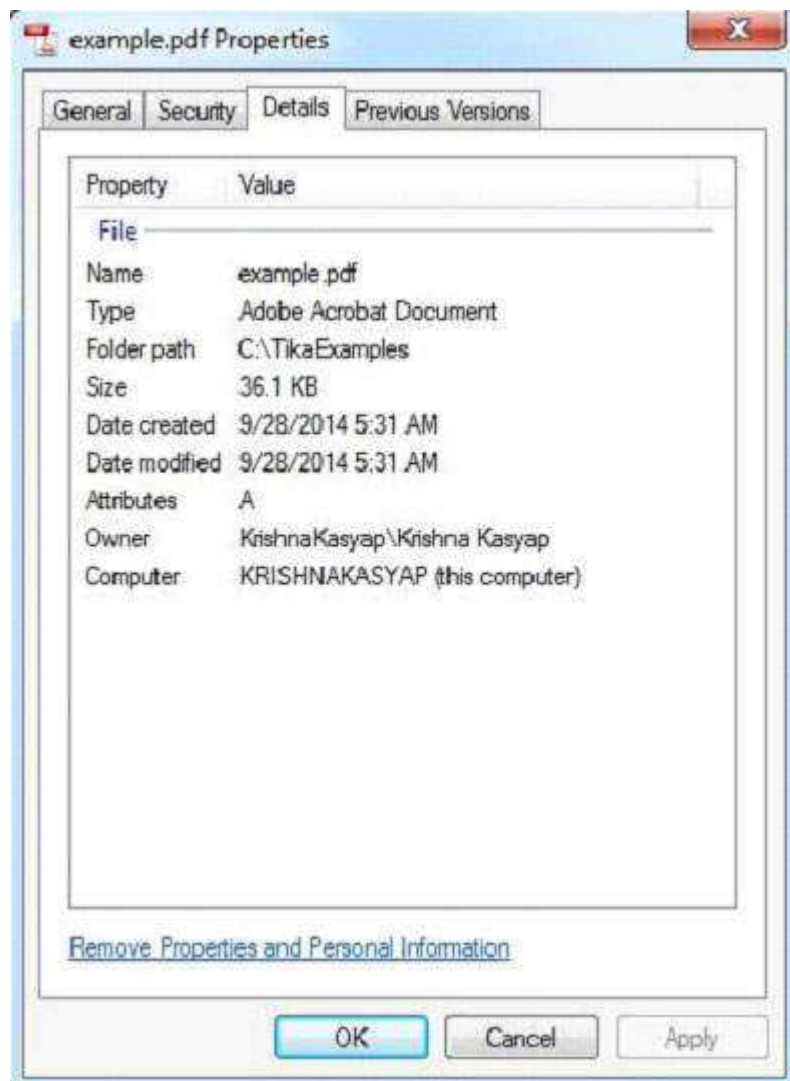 example.pdf Properties
General Security Details Previous Versions
Property Value
File
Name example.pdf
Type Adobe Acrobat Document
Folder path C:\TikaExamples
Size 36.1 KB
Date created 9/28/2014 5:31 AM
Date modified 9/28/2014 5:31 AM
Attributes A
Owner KrishnaKasyap\Krishna Kasyap
Computer KRISHNAKASYAP (this computer)
Remove Properties and Personal Information
OK Cancel Apply